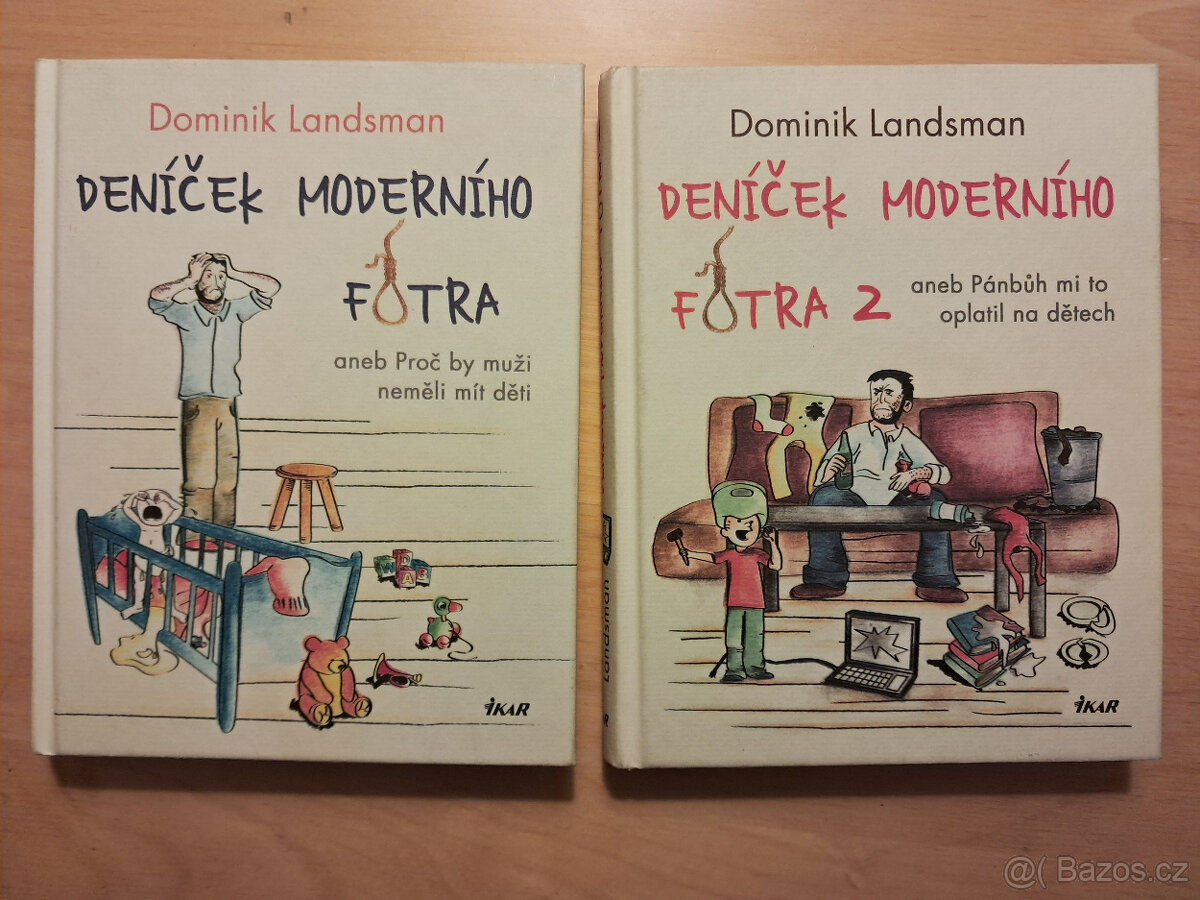 Dominik Landsman
DENÍČEK MODERNÍHO
FOTRA
aneb Proč by muži
neměli mít děti
iKAR
Dominik Landsman
DENÍČEK MODERNÍHO
FOTRA 2
aneb Pánbůh mi to
oplatil na dětech
iKAR
Landsman
@( Bazos.cz